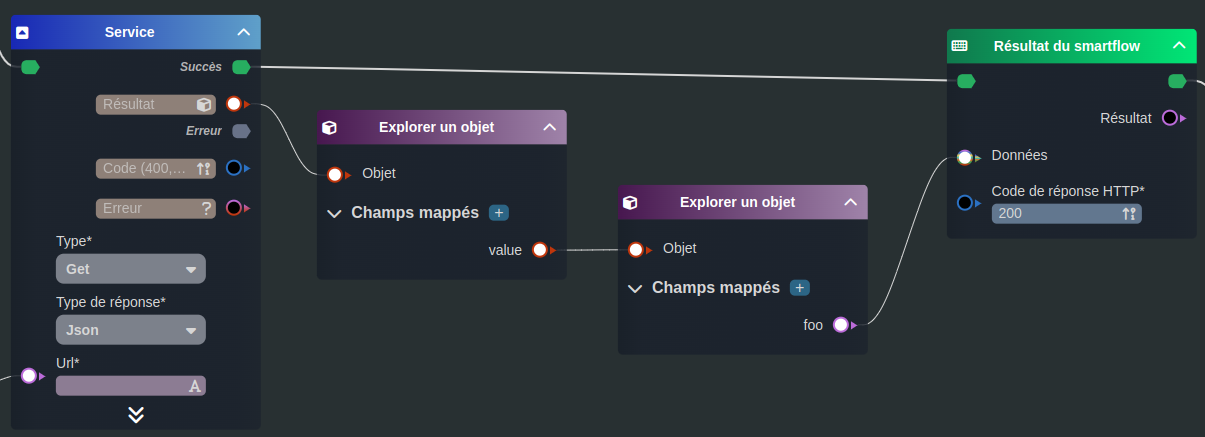 Service
Succès
Résultat
Erreur
Code (400,...
Erreur
?
Type*
Get
Type de réponse*
Json
Url*
A
Explorer un objet
Objet
Champs mappés +
value
Explorer un objet
Objet
Champs mappés +
foo
Résultat du smartflow
Résultat
Données
Code de réponse HTTP*
200